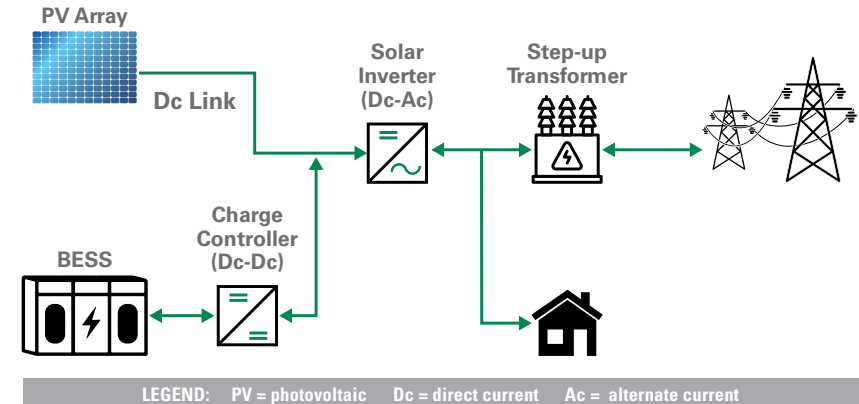 PV Array
Dc Link
Solar
Inverter
(Dc-Ac)
Step-up
Transformer
Charge
Controller
(Dc-Dc)
BESS
LEGEND: PV = photovoltaic Dc = direct current Ac = alternate current